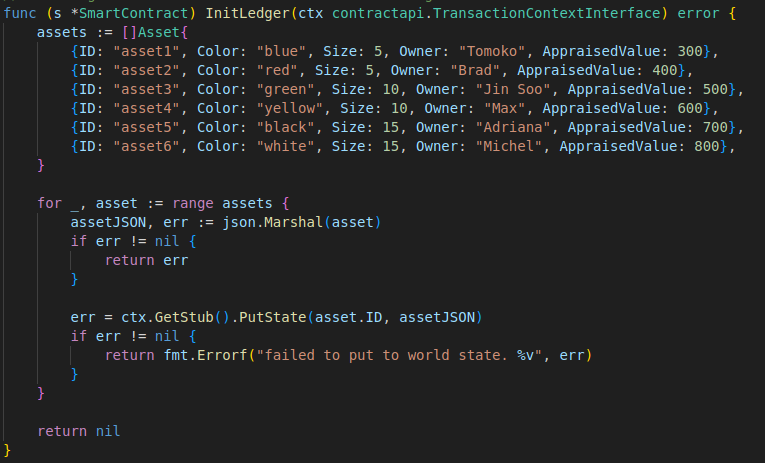 func (s *SmartContract) InitLedger(ctx contractapi.TransactionContextInterface) error {
    assets := []Asset{
        {ID: "asset1", Color: "blue", Size: 5, Owner: "Tomoko", AppraisedValue: 300},
        {ID: "asset2", Color: "red", Size: 5, Owner: "Brad", AppraisedValue: 400},
        {ID: "asset3", Color: "green", Size: 10, Owner: "Jin Soo", AppraisedValue: 500},
        {ID: "asset4", Color: "yellow", Size: 10, Owner: "Max", AppraisedValue: 600},
        {ID: "asset5", Color: "black", Size: 15, Owner: "Adriana", AppraisedValue: 700},
        {ID: "asset6", Color: "white", Size: 15, Owner: "Michel", AppraisedValue: 800},
    }

    for _, asset := range assets {
        assetJSON, err := json.Marshal(asset)
        if err != nil {
            return err
        }

        err = ctx.GetStub().PutState(asset.ID, assetJSON)
        if err != nil {
            return fmt.Errorf("failed to put to world state. %v", err)
        }
    }

    return nil
}